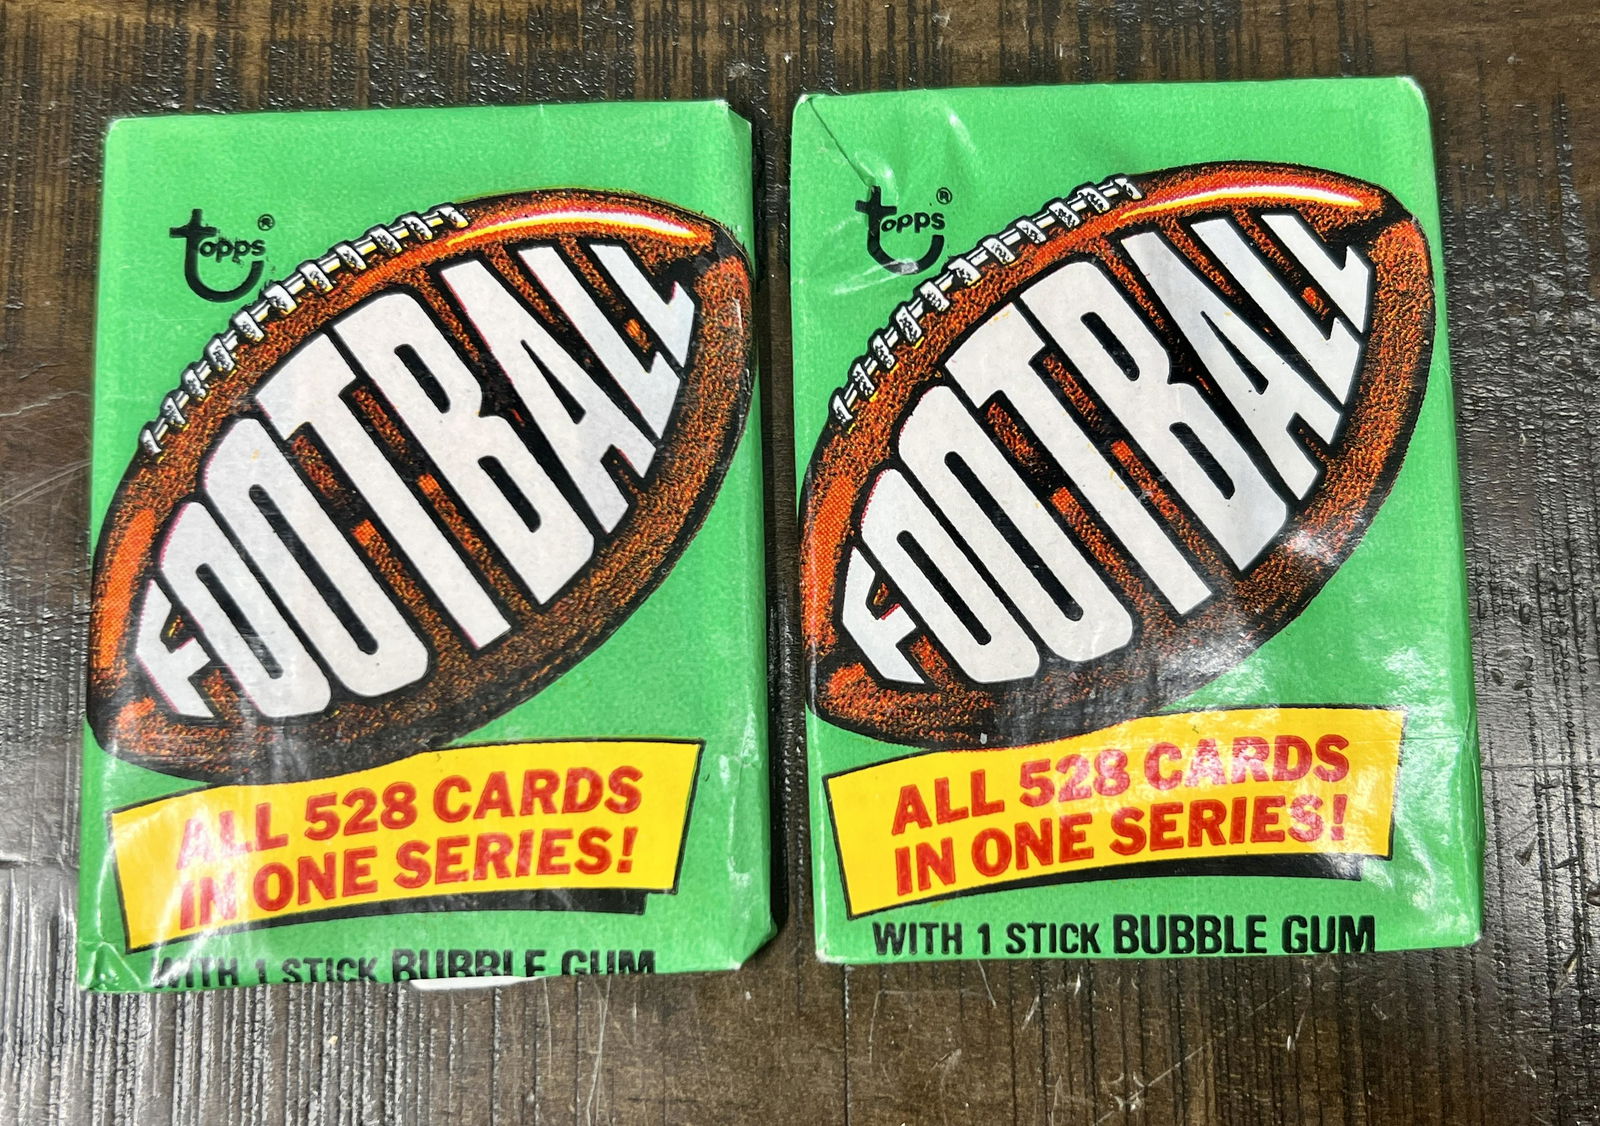 topps®
FOOTBALL
ALL 528 CARDS
IN ONE SERIES!
WITH 1 STICK BUBBLE GUM
topps®
FOOTBALL
ALL 528 CARDS
IN ONE SERIES!
WITH 1 STICK BUBBLE GUM